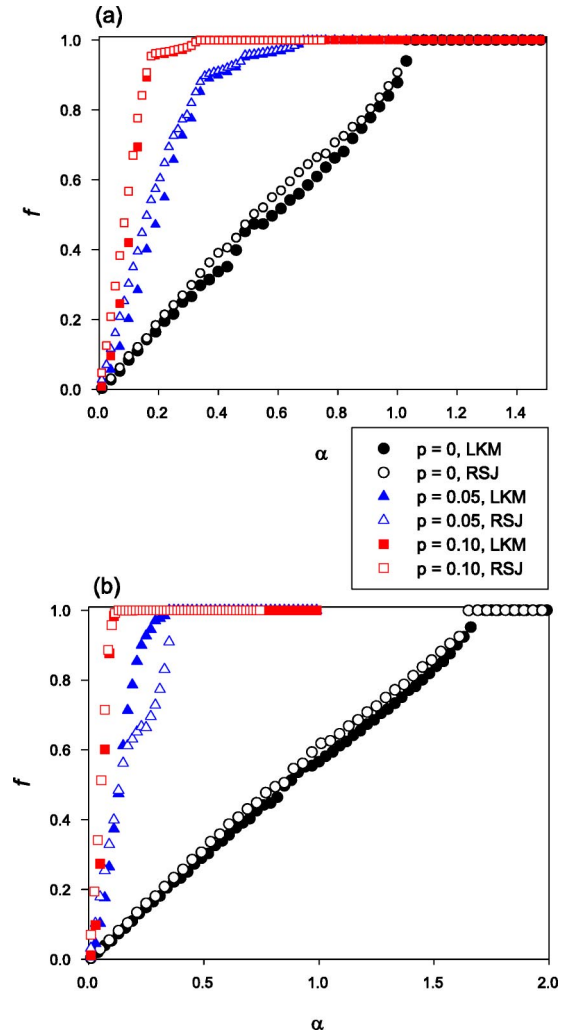 (a)
1.0
0.8
0.6
0.4
0.2
0.0
f
0.0 0.2 0.4 0.6 0.8 1.0 1.2 1.4
α
p = 0, LKM
p = 0, RSJ
p = 0.05, LKM
p = 0.05, RSJ
p = 0.10, LKM
p = 0.10, RSJ
(b)
1.0
0.8
0.6
0.4
0.2
0.0
f
0.0 0.5 1.0 1.5 2.0
α